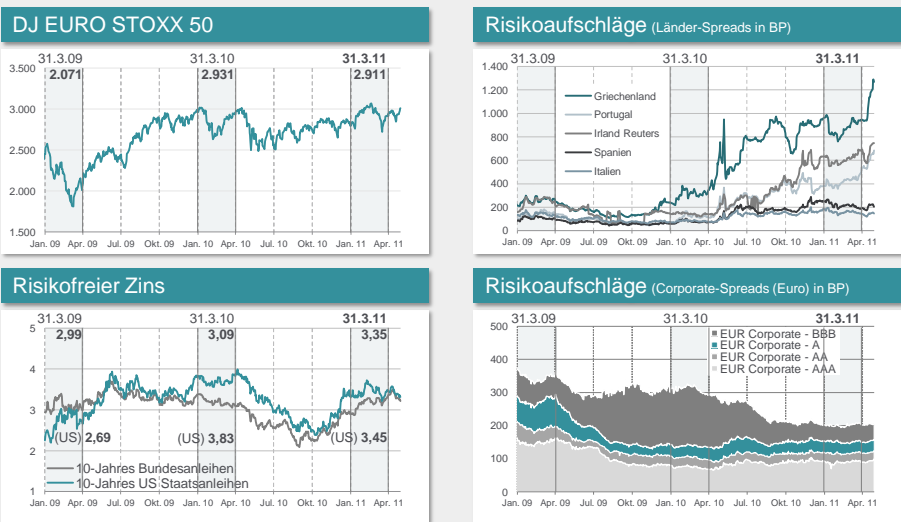 DJ EURO STOXX 50
31.3.09 31.3.10 31.3.11
2.071 2.931 2.911
3.500
3.000
2.500
2.000
1.500
Jan. 09 Apr. 09 Jul. 09 Okt. 09 Jan. 10 Apr. 10 Jul. 10 Okt. 10 Jan. 11 Apr. 11
Risikoaufschläge (Länder-Spreads in BP)
31.3.09 31.3.10 31.3.11
1.400
1.200
1.000
800
600
400
200
0
Griechenland
Portugal
Irland Reuters
Spanien
Italien
Jan. 09 Apr. 09 Jul. 09 Okt. 09 Jan. 10 Apr. 10 Jul. 10 Okt. 10 Jan. 11 Apr. 11
Risikofreier Zins
31.3.09 31.3.10 31.3.11
2,99 3,09 3,35
5
4
3
2
1
(US) 2,69 (US) 3,83 (US) 3,45
10-Jahres Bundesanleihen
10-Jahres US Staatsanleihen
Jan. 09 Apr. 09 Jul. 09 Okt. 09 Jan. 10 Apr. 10 Jul. 10 Okt. 10 Jan. 11 Apr. 11
Risikoaufschläge (Corporate-Spreads (Euro) in BP)
31.3.09 31.3.10 31.3.11
500
400
300
200
100
0
EUR Corporate - BBB
EUR Corporate - A
EUR Corporate - AA
EUR Corporate - AAA
Jan. 09 Apr. 09 Jul. 09 Okt. 09 Jan. 10 Apr. 10 Jul. 10 Okt. 10 Jan. 11 Apr. 11